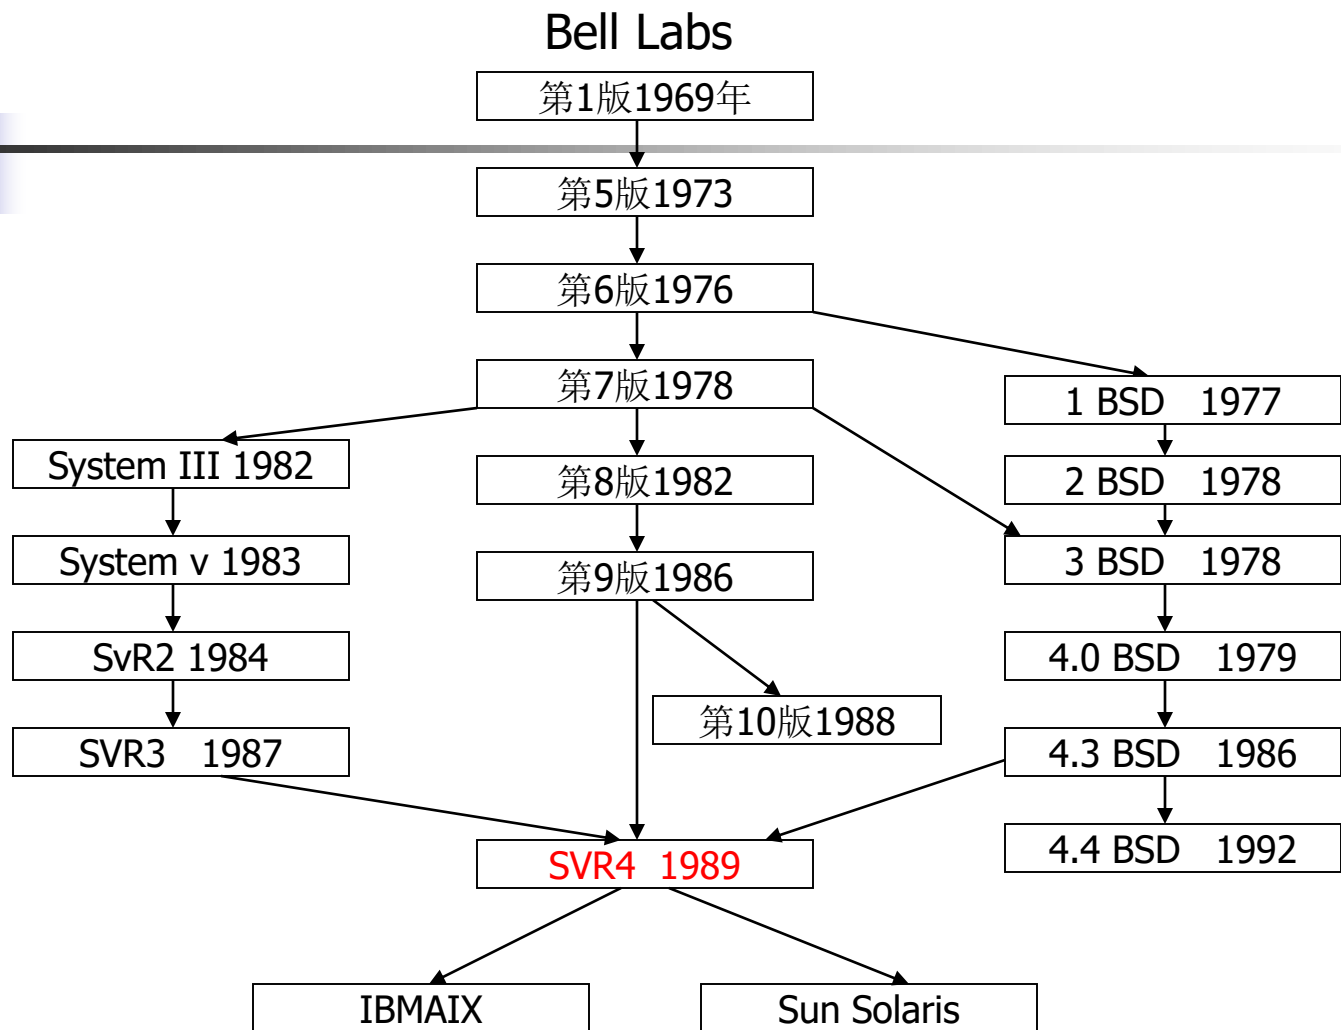 Bell Labs
第1版1969年
第5版1973
第6版1976
第7版1978
1 BSD 1977
System III 1982
第8版1982
2 BSD 1978
System v 1983
第9版1986
3 BSD 1978
SvR2 1984
4.0 BSD 1979
第10版1988
SVR3 1987
4.3 BSD 1986
SVR4 1989
4.4 BSD 1992
IBMAIX
Sun Solaris